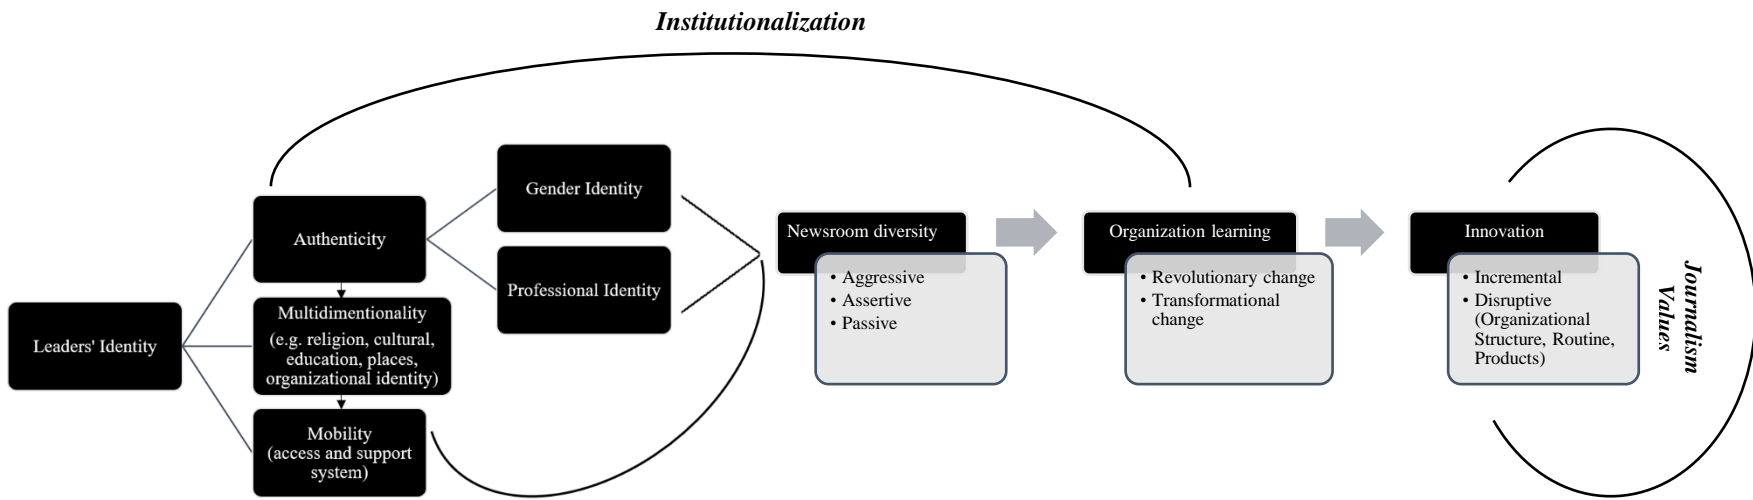 Institutionalization
Leaders' Identity
Authenticity
Multidimentionality
(e.g. religion, cultural,
education, places,
organizational identity)
Mobility
(access and support
system)
Gender Identity
Professional Identity
Newsroom diversity
• Aggressive
• Assertive
• Passive
Organization learning
• Revolutionary change
• Transformational
change
Innovation
• Incremental
• Disruptive
(Organizational
Structure, Routine,
Products)
Journalism
Values